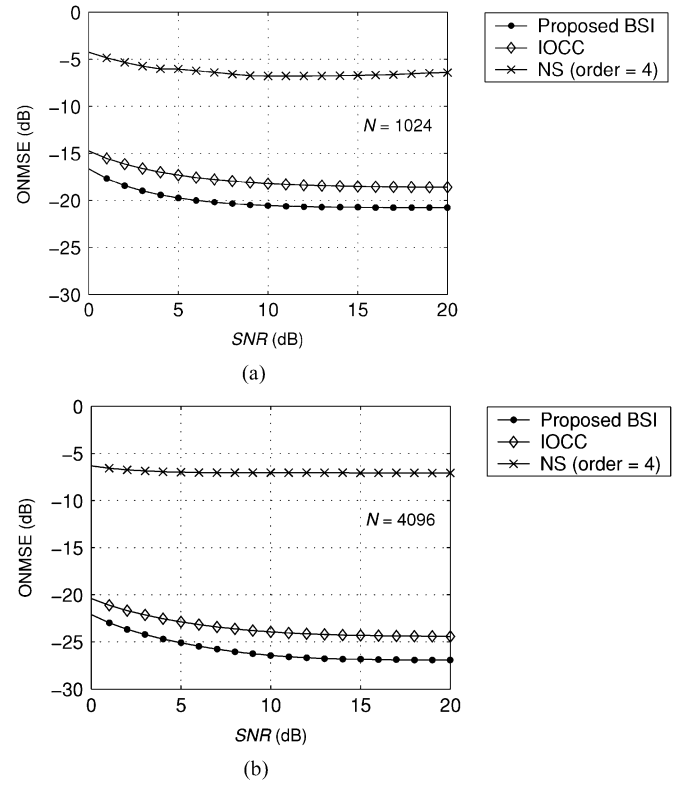 0
−5
−10
−15
−20
−25
−30
ONMSE (dB)
N = 1024
0 5 10 15 20
SNR (dB)
Proposed BSI
IOCC
NS (order = 4)
(a)
0
−5
−10
−15
−20
−25
−30
ONMSE (dB)
N = 4096
0 5 10 15 20
SNR (dB)
Proposed BSI
IOCC
NS (order = 4)
(b)